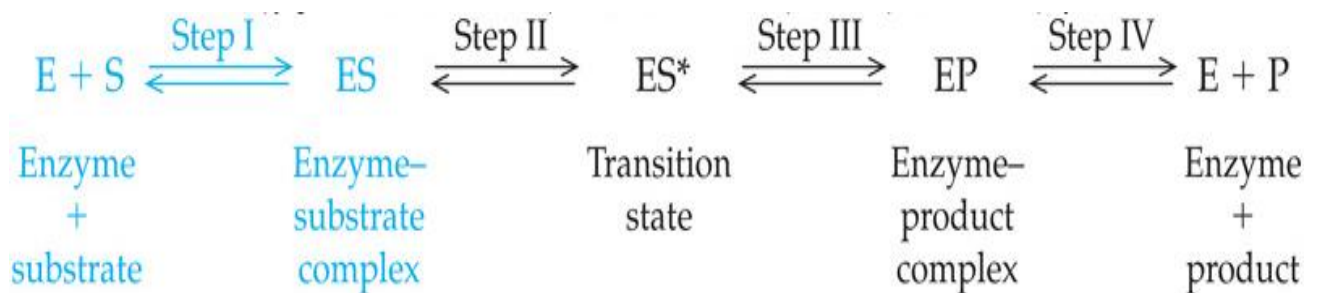 Step I Step II Step III Step IV
E + S ES ES* EP E + P
Enzyme Enzyme– Transition Enzyme– Enzyme
+ substrate state product +
substrate complex complex product